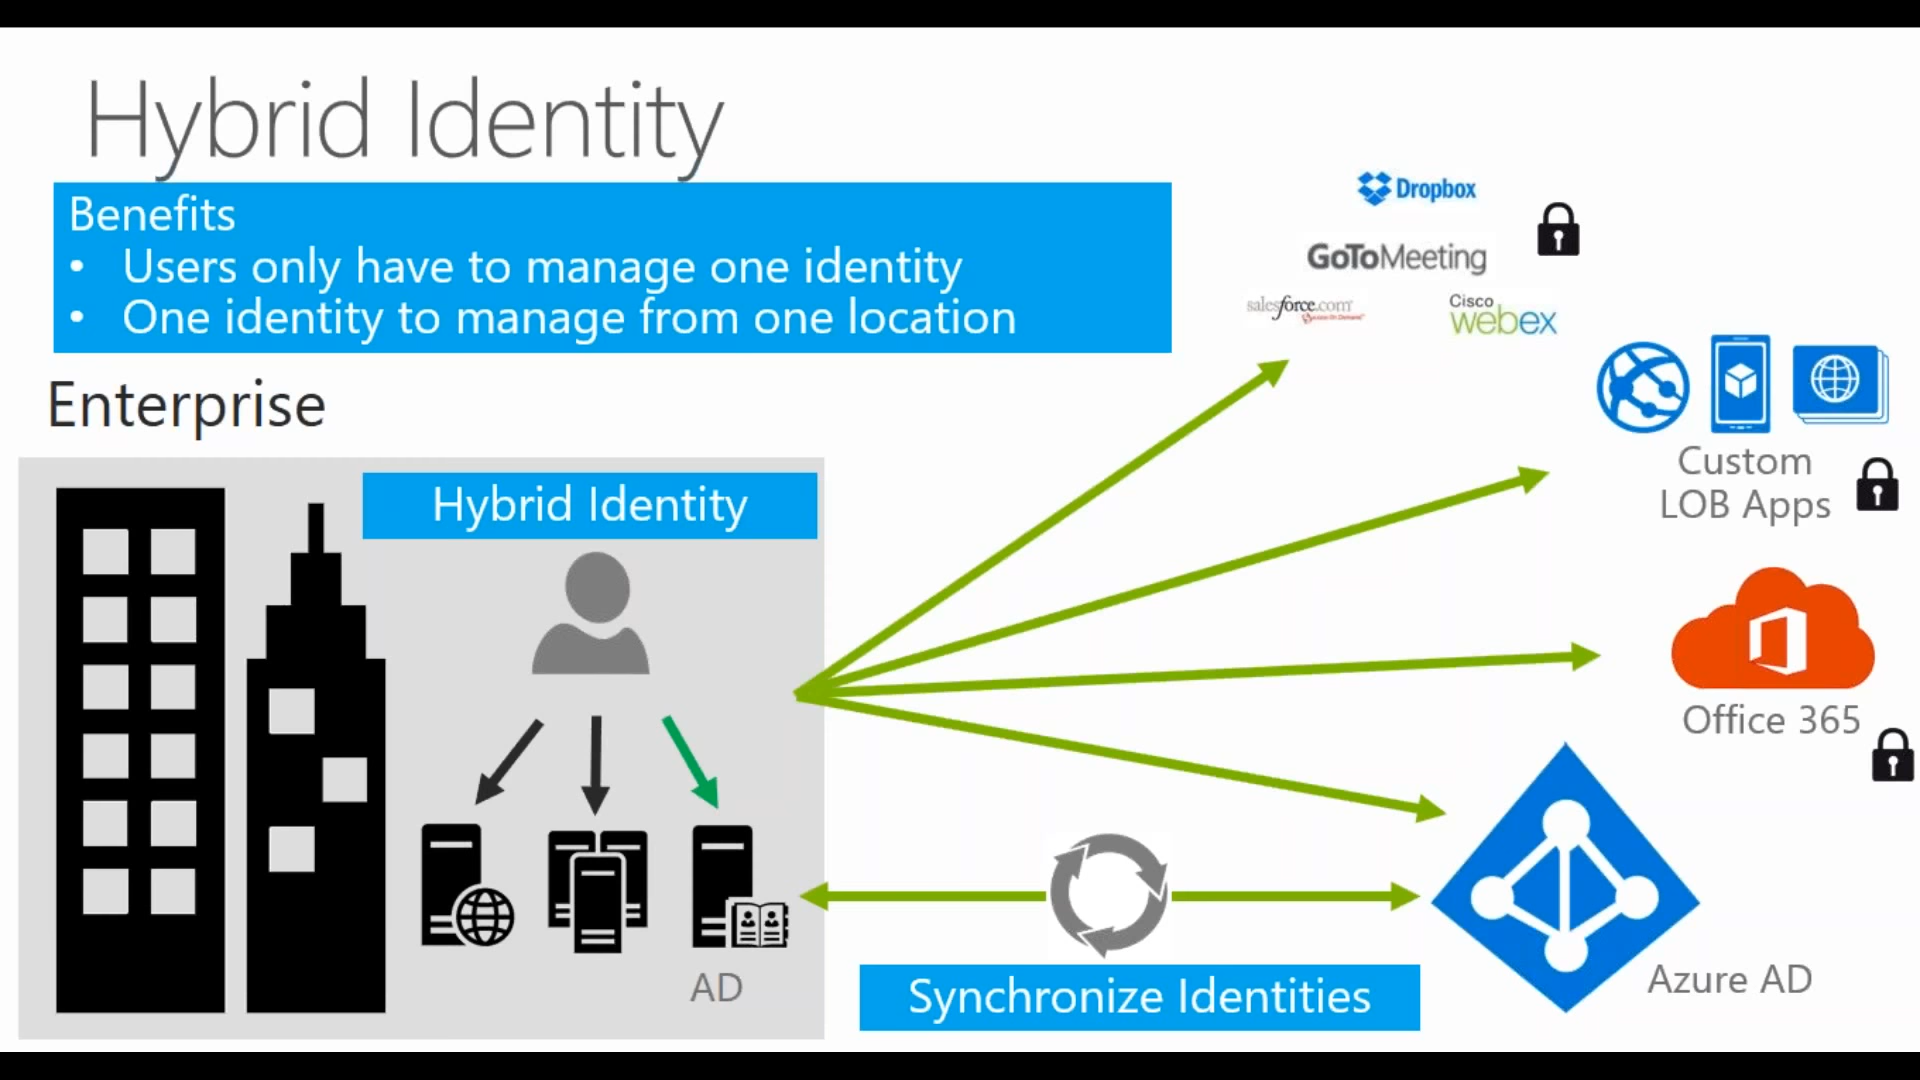 Hybrid Identity
Benefits
• Users only have to manage one identity
• One identity to manage from one location
Dropbox
GoToMeeting
salesforce.com
Cisco
webex
Enterprise
Hybrid Identity
Custom
LOB Apps
Office 365
AD
Synchronize Identities
Azure AD